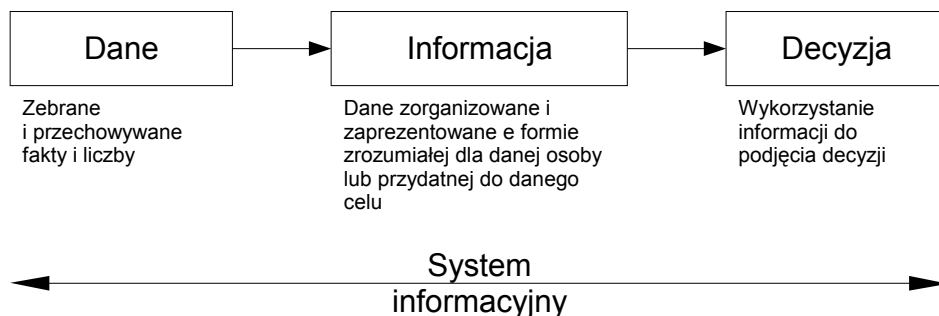 Dane
Informacja
Decyzja
Zebrane
i przechowywane
fakty i liczby
Dane zorganizowane i
zaprezentowane e formie
zrozumiałej dla danej osoby
lub przydatnej do danego
celu
Wykorzystanie
informacji do
podjęcia decyzji
System
informacyjny